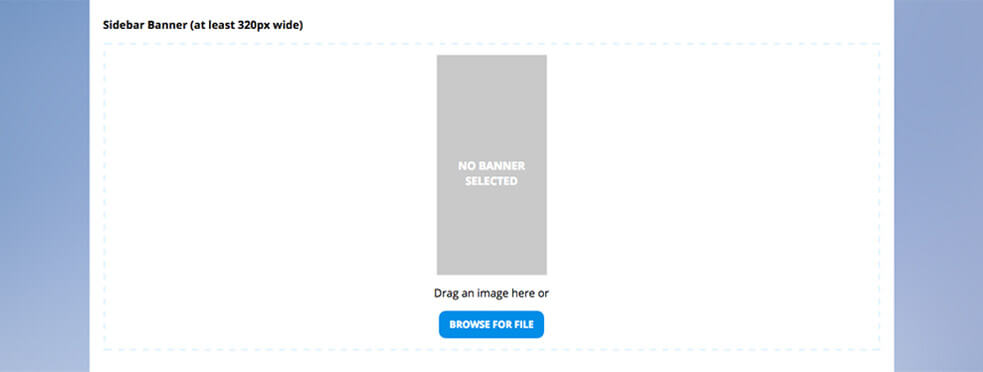 Sidebar Banner (at least 320px wide)
NO BANNER
SELECTED
Drag an image here or
BROWSE FOR FILE